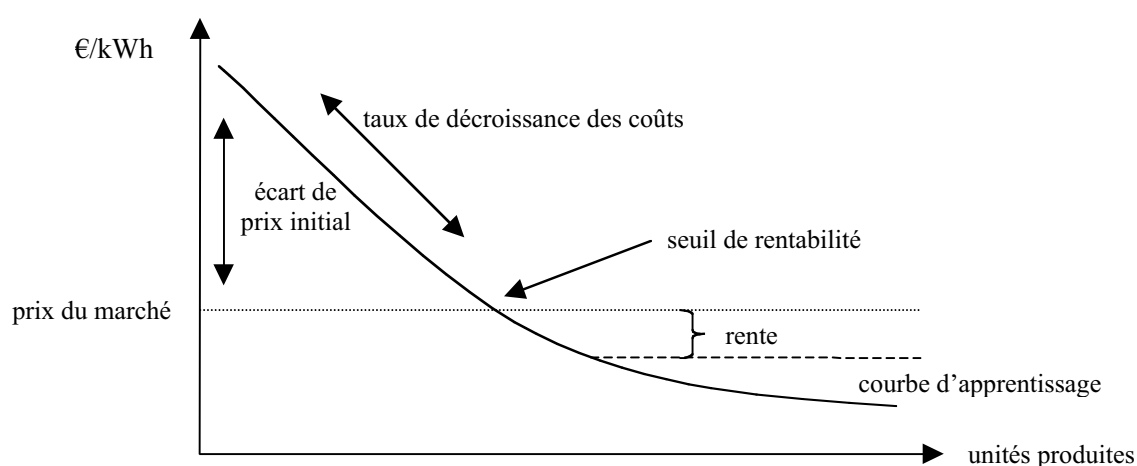 €/kWh
taux de décroissance des coûts
écart de
prix initial
seuil de rentabilité
prix du marché
rente
courbe d’apprentissage
unités produites